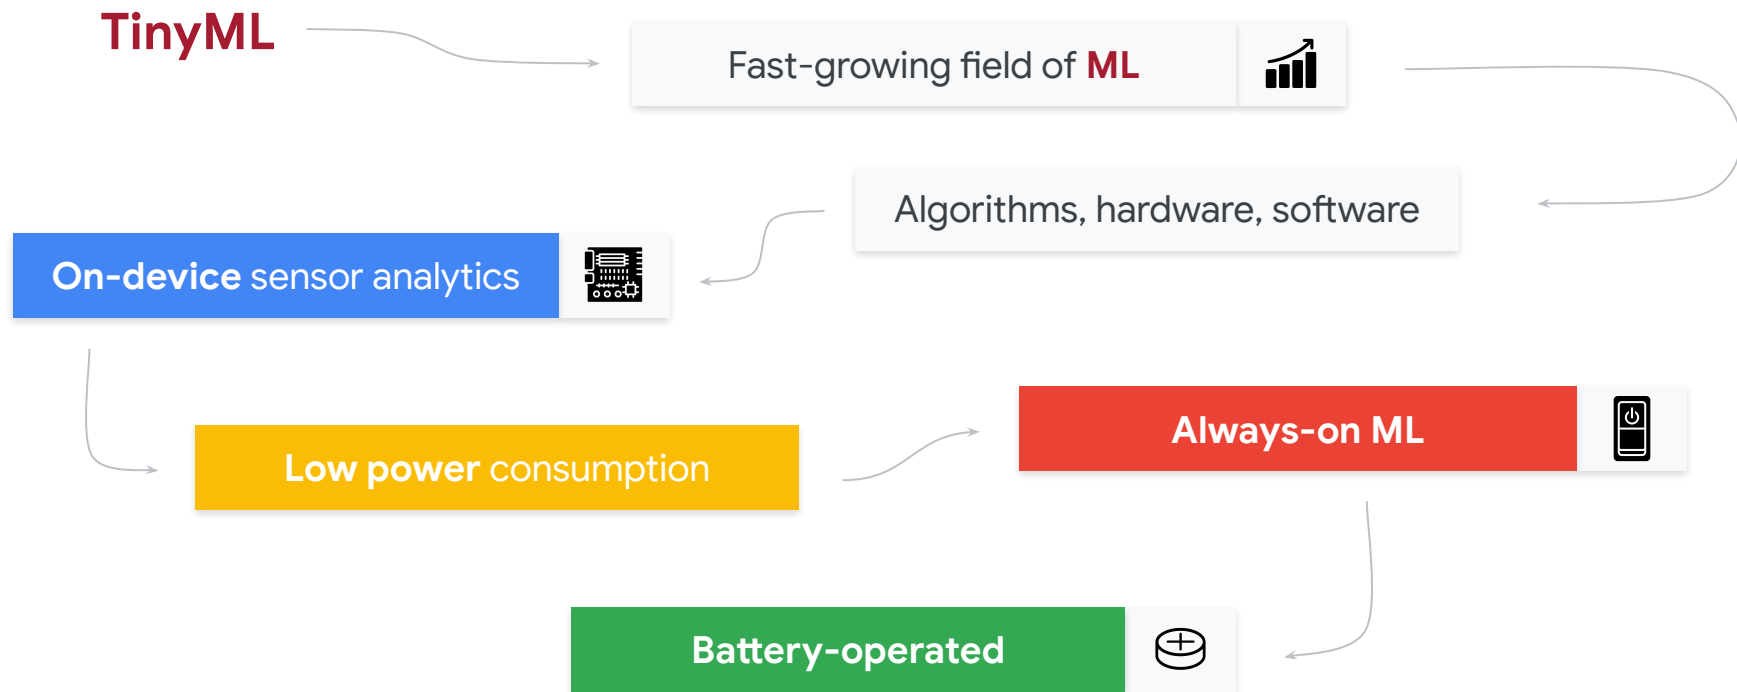 TinyML
Fast-growing field of ML
Algorithms, hardware, software
On-device sensor analytics
Low power consumption
Always-on ML
Battery-operated